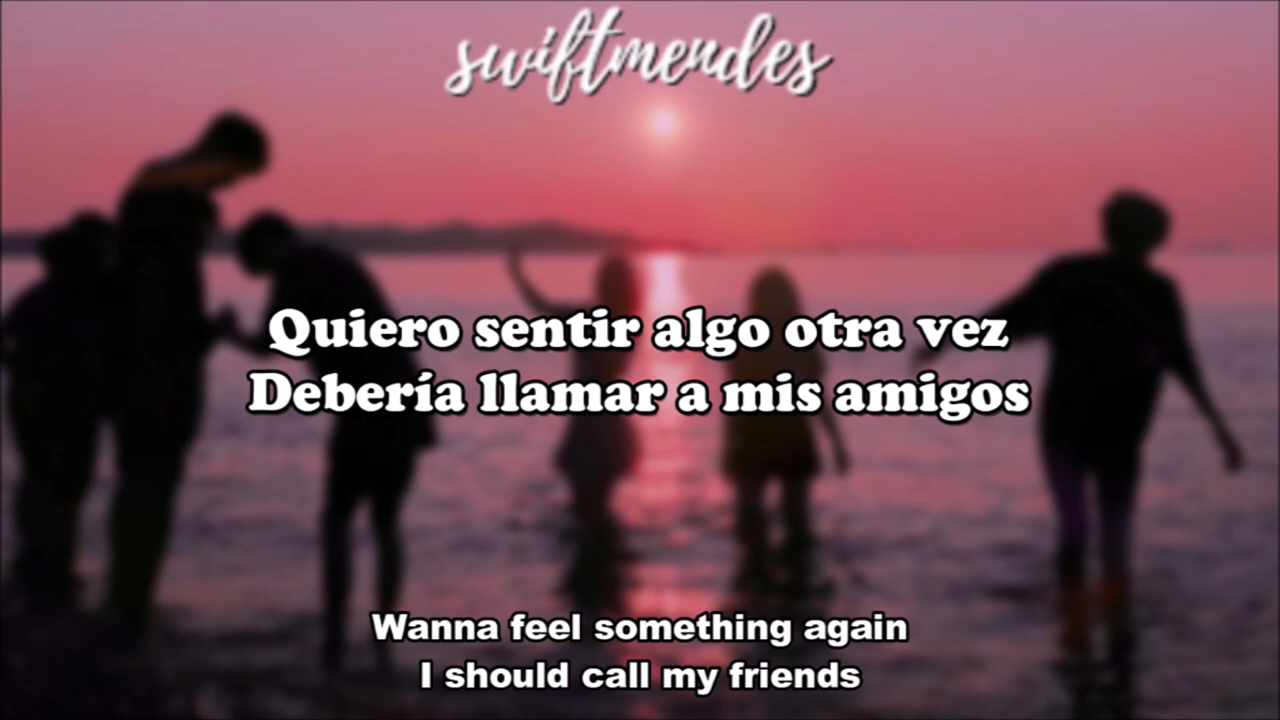 swiftmendes
Quiero sentir algo otra vez
Debería llamar a mis amigos
Wanna feel something again
I should call my friends